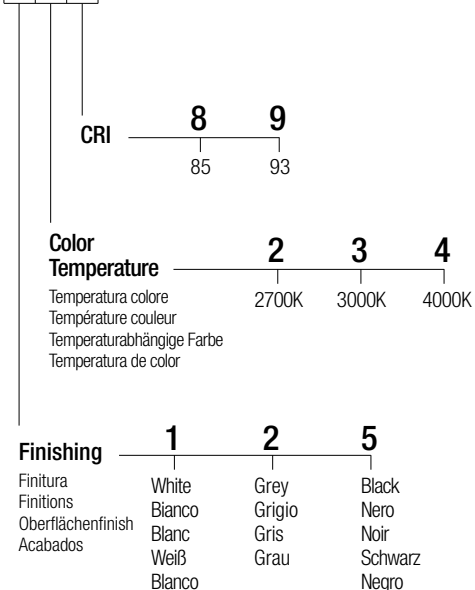 CRI 8 9
85 93
Color
Temperature 2 3 4
Temperatura colore 2700K 3000K 4000K
Température couleur
Temperaturabhängige Farbe
Temperatura de color
Finishing 1 2 5
Finitura White Grey Black
Finitions Bianco Grigio Nero
Oberflächenfinish Blanc Gris Noir
Acabados Weiß Grau Schwarz
Blanco Negro